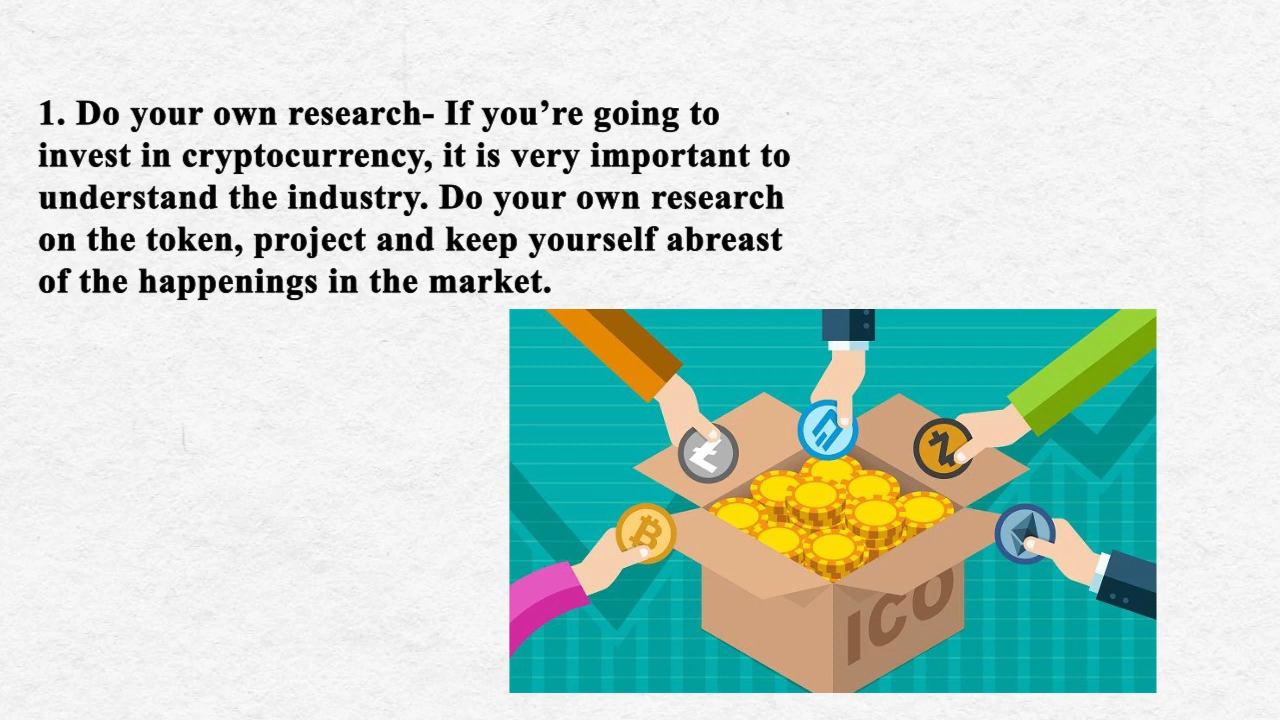 1. Do your own research- If you’re going to
invest in cryptocurrency, it is very important to
understand the industry. Do your own research
on the token, project and keep yourself abreast
of the happenings in the market.
ICO